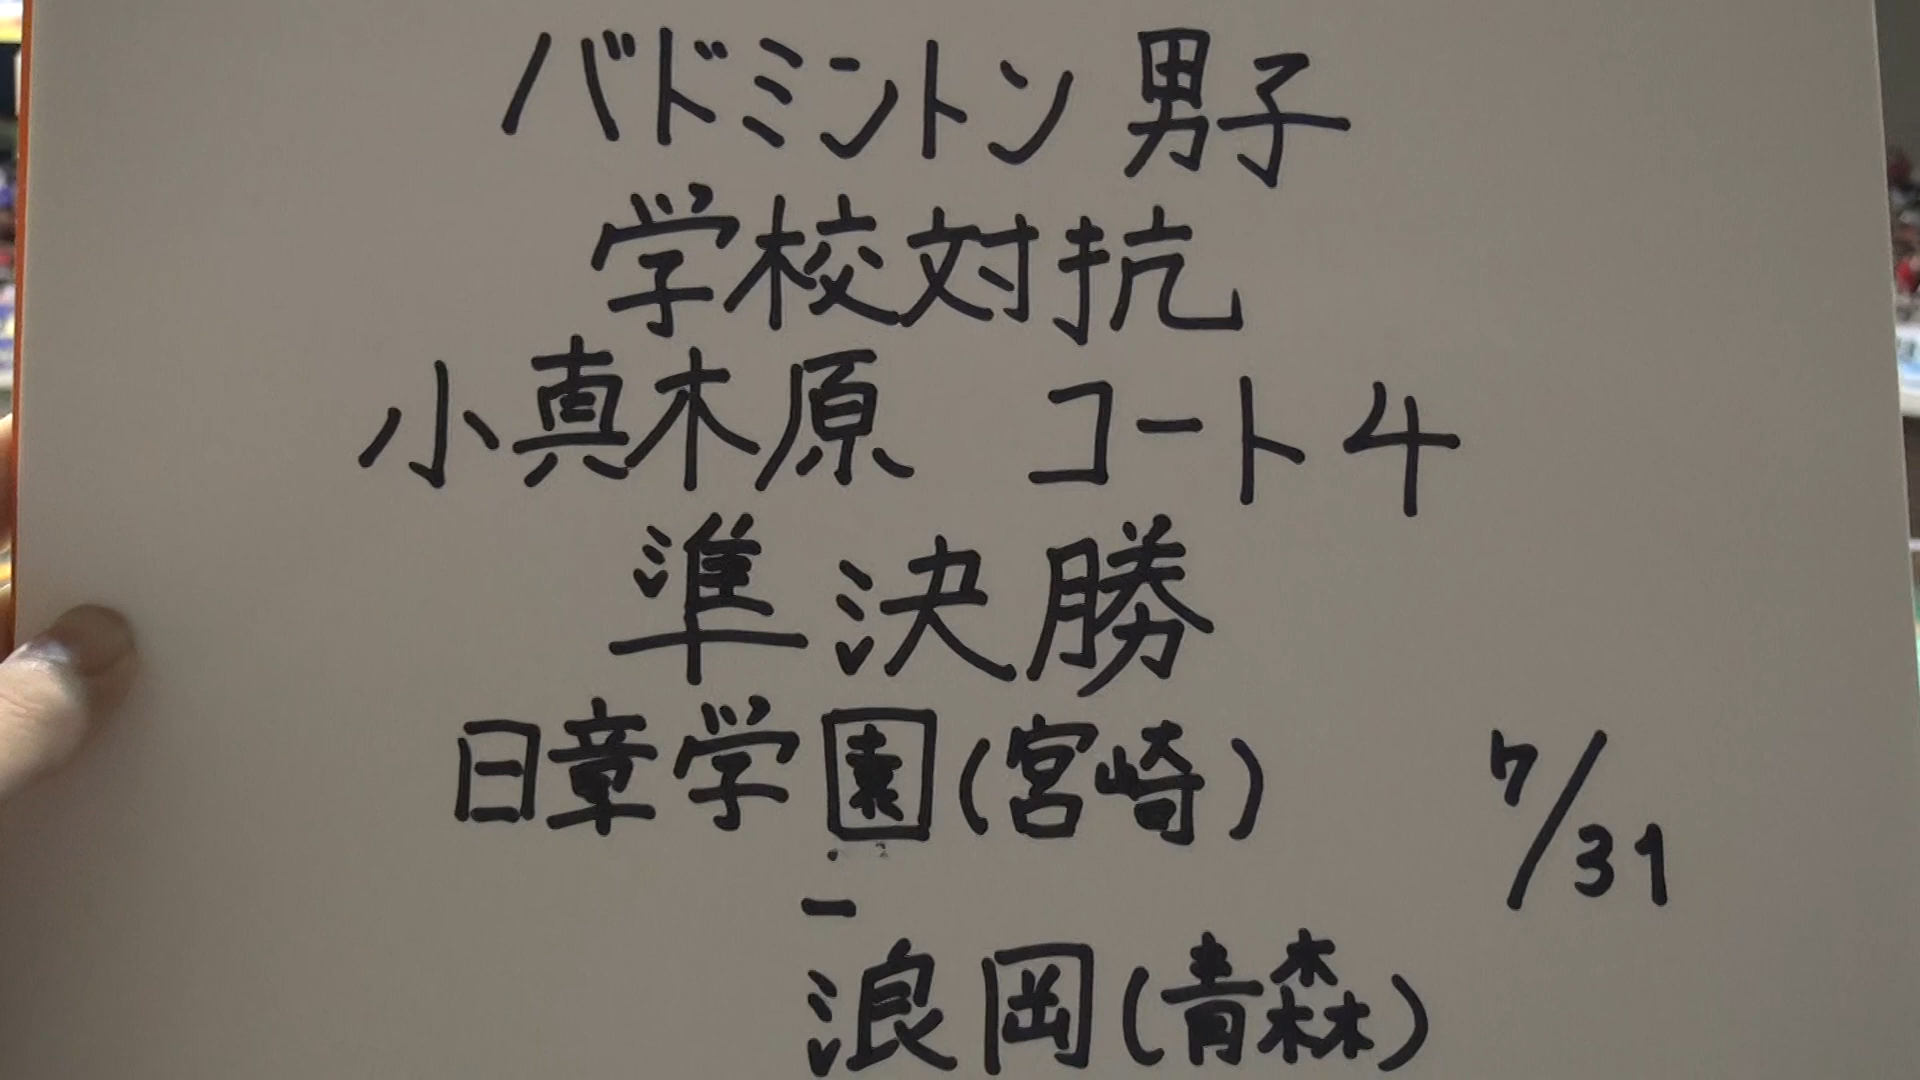 バドミントン男子
学校対抗
小真木原 コート4
準決勝
日章学園(宮崎)
7/31
-
浪岡(青森)